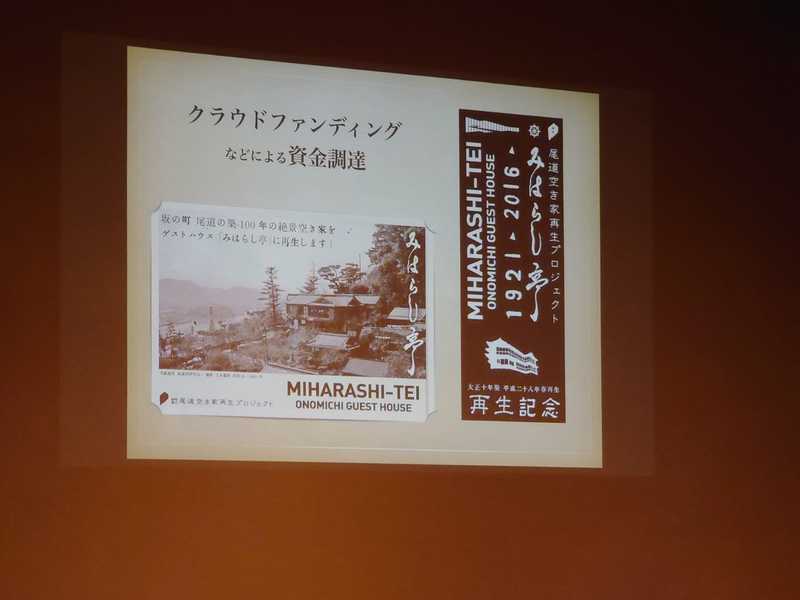 クラウドファンディング
などによる資金調達
坂の町 尾道の築100年の絶景空き家を
ゲストハウス「みはらし亭」に再生します！
みはらし亭
MIHARASHI-TEI
ONOMICHI GUEST HOUSE
尾道空き家再生プロジェクト
尾道空き家再生プロジェクト
みはらし亭
1921 ▸ 2016 ▸
ONOMICHI GUEST HOUSE
MIHARASHI-TEI
大正十年築 平成二十八年春再生
再生記念